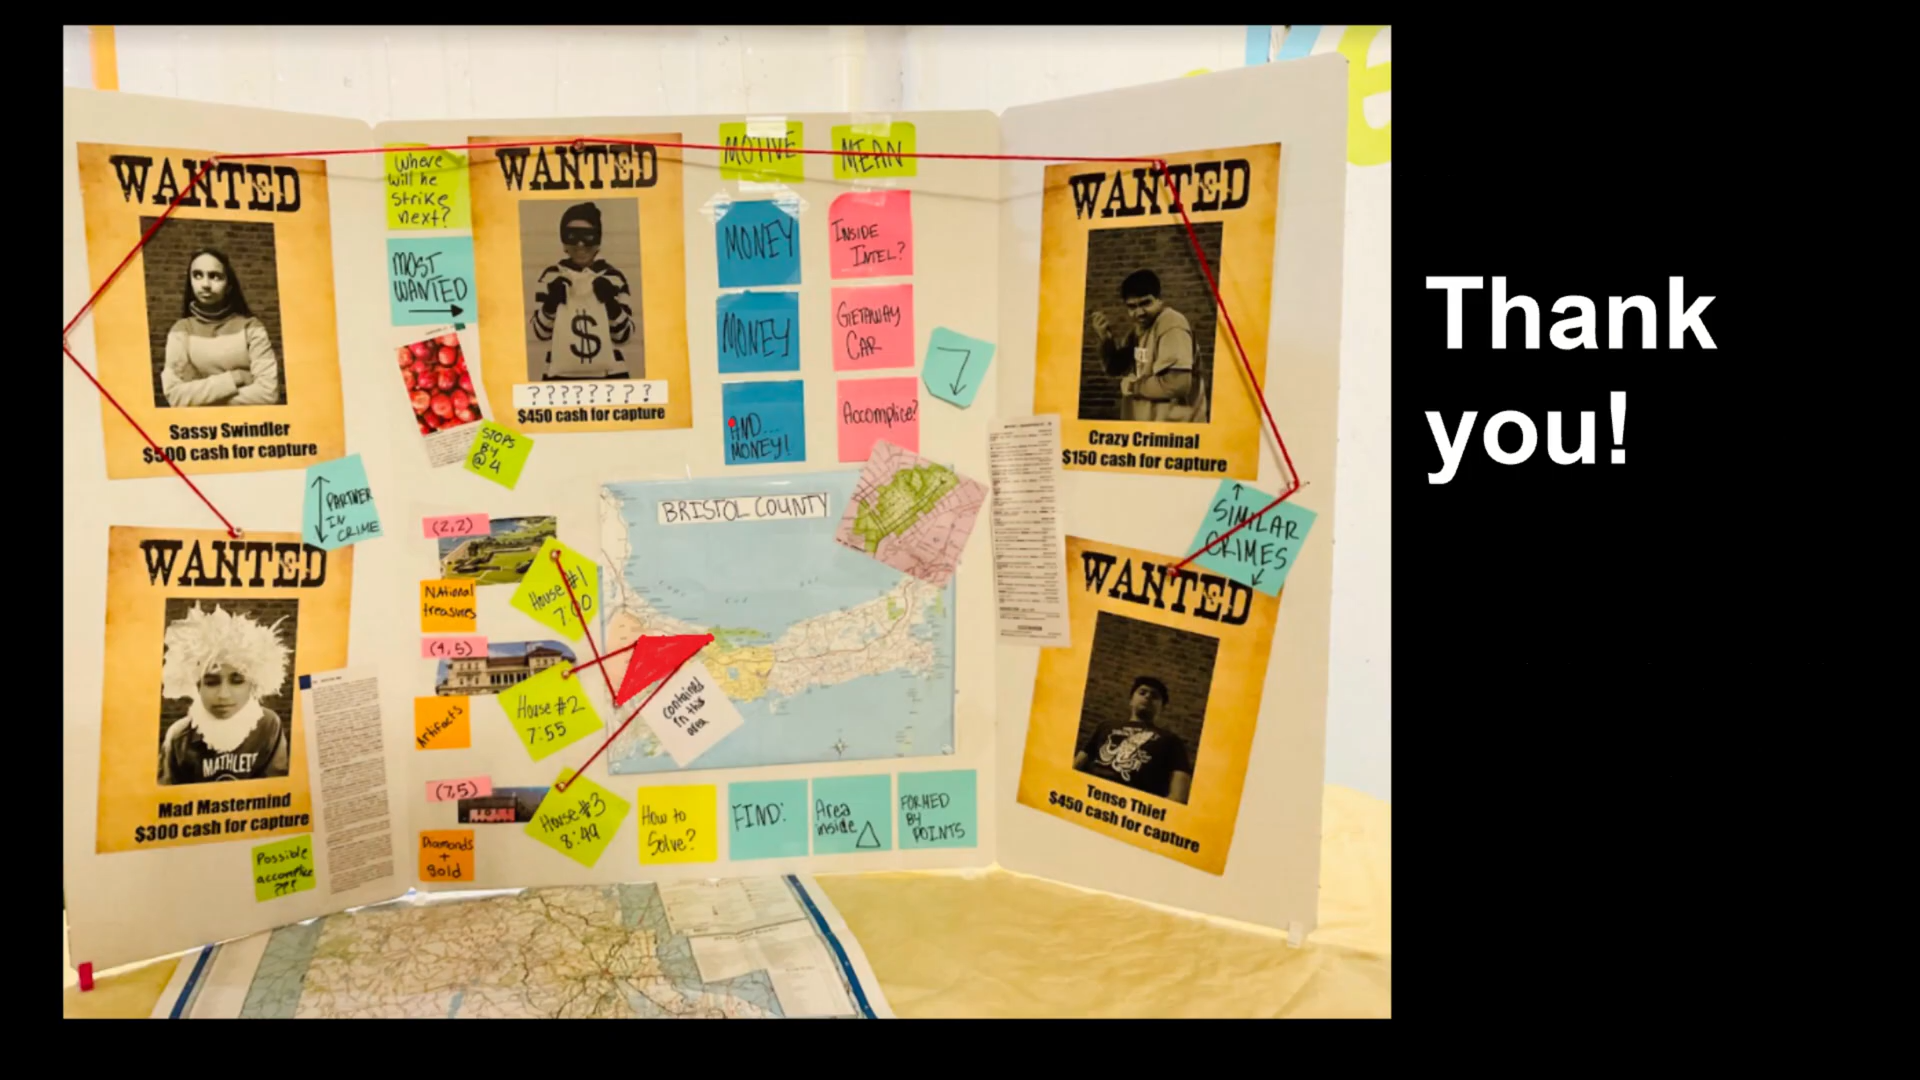 WANTED
Sassy Swindler
$500 cash for capture
PARTNER
IN
CRIME
WANTED
MATHLET
Mad Mastermind
$300 cash for capture
Possible
accomplice
???
Where
will he
strike
next?
MOST
WANTED
STOPS
BY
@ 4
WANTED
$
????????
$450 cash for capture
MOTIVE
MONEY
MONEY
AND...
MONEY!
MEAN
INSIDE
INTEL?
GETAWAY
CAR
Accomplice?
(2,2)
National
treasures
House #1
7:00
(4,5)
Artifacts
House #2
7:55
(7,5)
Diamonds
+
gold
House #3
8:49
BRISTOL COUNTY
contained
in this
area
How to
Solve?
FIND:
Area
inside
FORMED
BY
POINTS
WANTED
Crazy Criminal
$150 cash for capture
SIMILAR
CRIMES
WANTED
Tense Thief
$450 cash for capture
Thank
you!